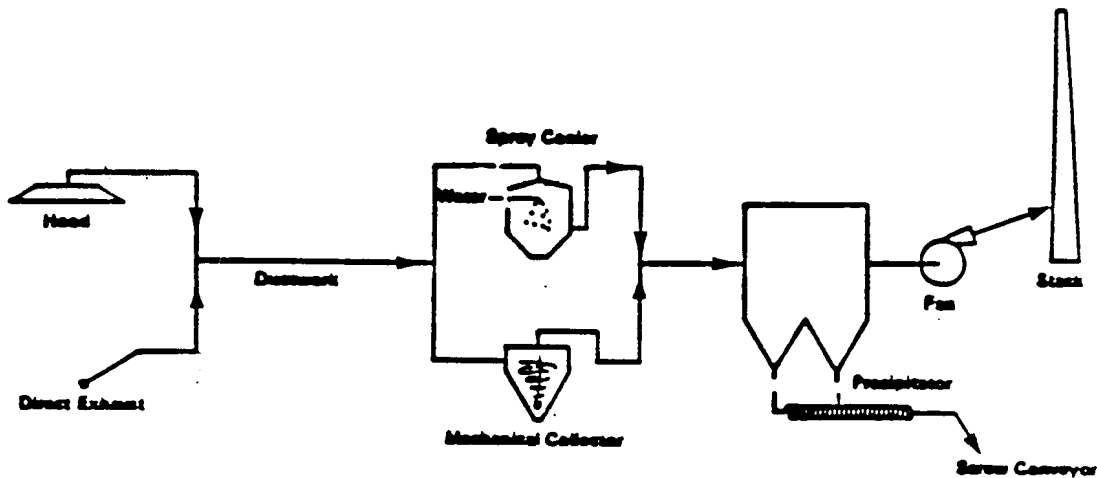 Spray Cooler
Water
Hood
Ductwork
Stack
Fan
Precipitator
Direct Exhaust
Mechanical Collector
Screw Conveyor